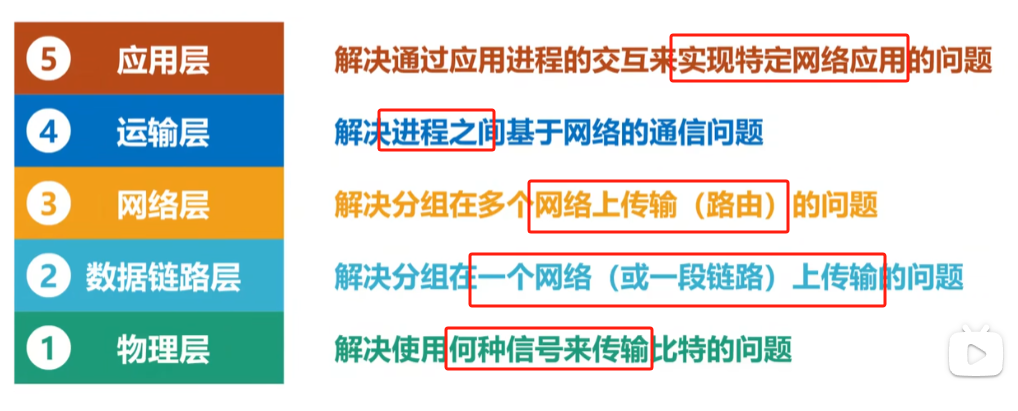 5 应用层 解决通过应用进程的交互来实现特定网络应用的问题
4 运输层 解决进程之间基于网络的通信问题
3 网络层 解决分组在多个网络上传输（路由）的问题
2 数据链路层 解决分组在一个网络（或一段链路）上传输的问题
1 物理层 解决使用何种信号来传输比特的问题